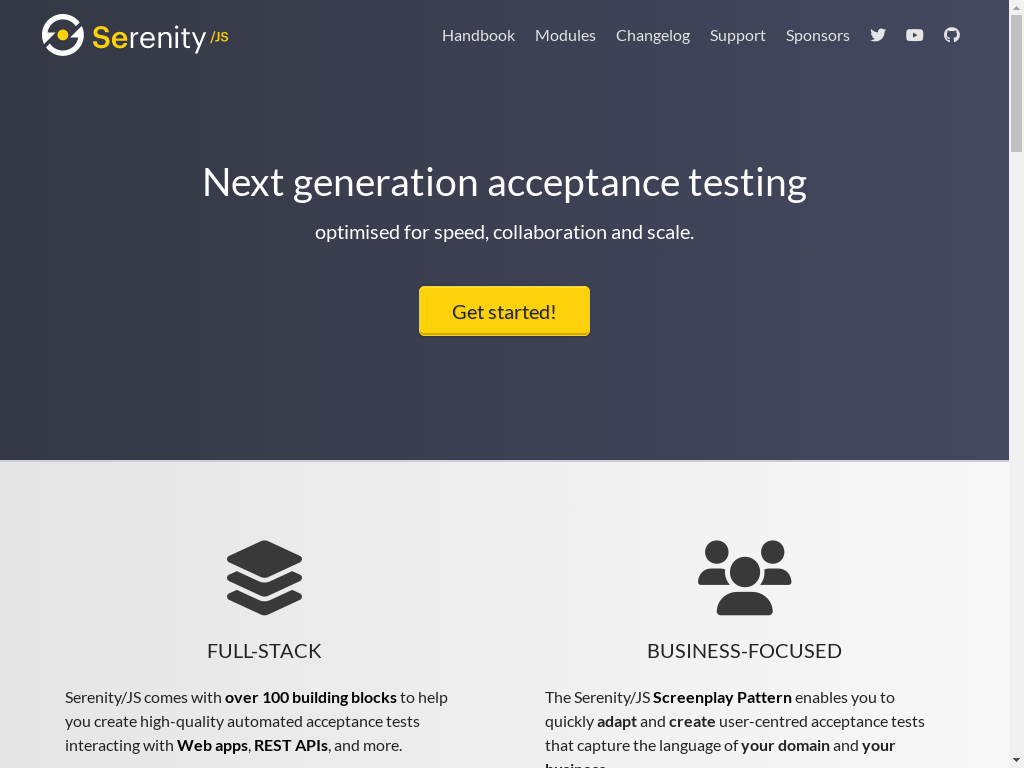 Serenity/JS
Handbook Modules Changelog Support Sponsors
Next generation acceptance testing
optimised for speed, collaboration and scale.
Get started!
FULL-STACK
Serenity/JS comes with over 100 building blocks to help
you create high-quality automated acceptance tests
interacting with Web apps, REST APIs, and more.
BUSINESS-FOCUSED
The Serenity/JS Screenplay Pattern enables you to
quickly adapt and create user-centred acceptance tests
that capture the language of your domain and your